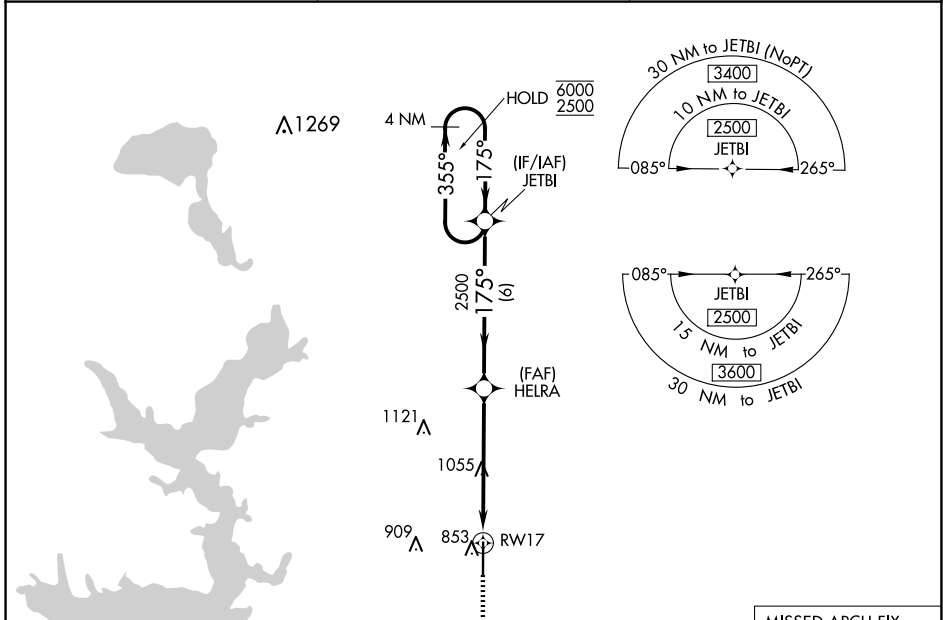 1269
4 NM
HOLD 6000
2500
355°
175°
(IF/IAF)
JETBI
2500
175°
(6)
(FAF)
HELRA
1121
1055
909
853
RW17
30 NM to JETBI (NoPT)
3400
10 NM to JETBI
2500
JETBI
085°
265°
085°
265°
JETBI
2500
15 NM to JETBI
3600
30 NM to JETBI
MISSED APCH FIX